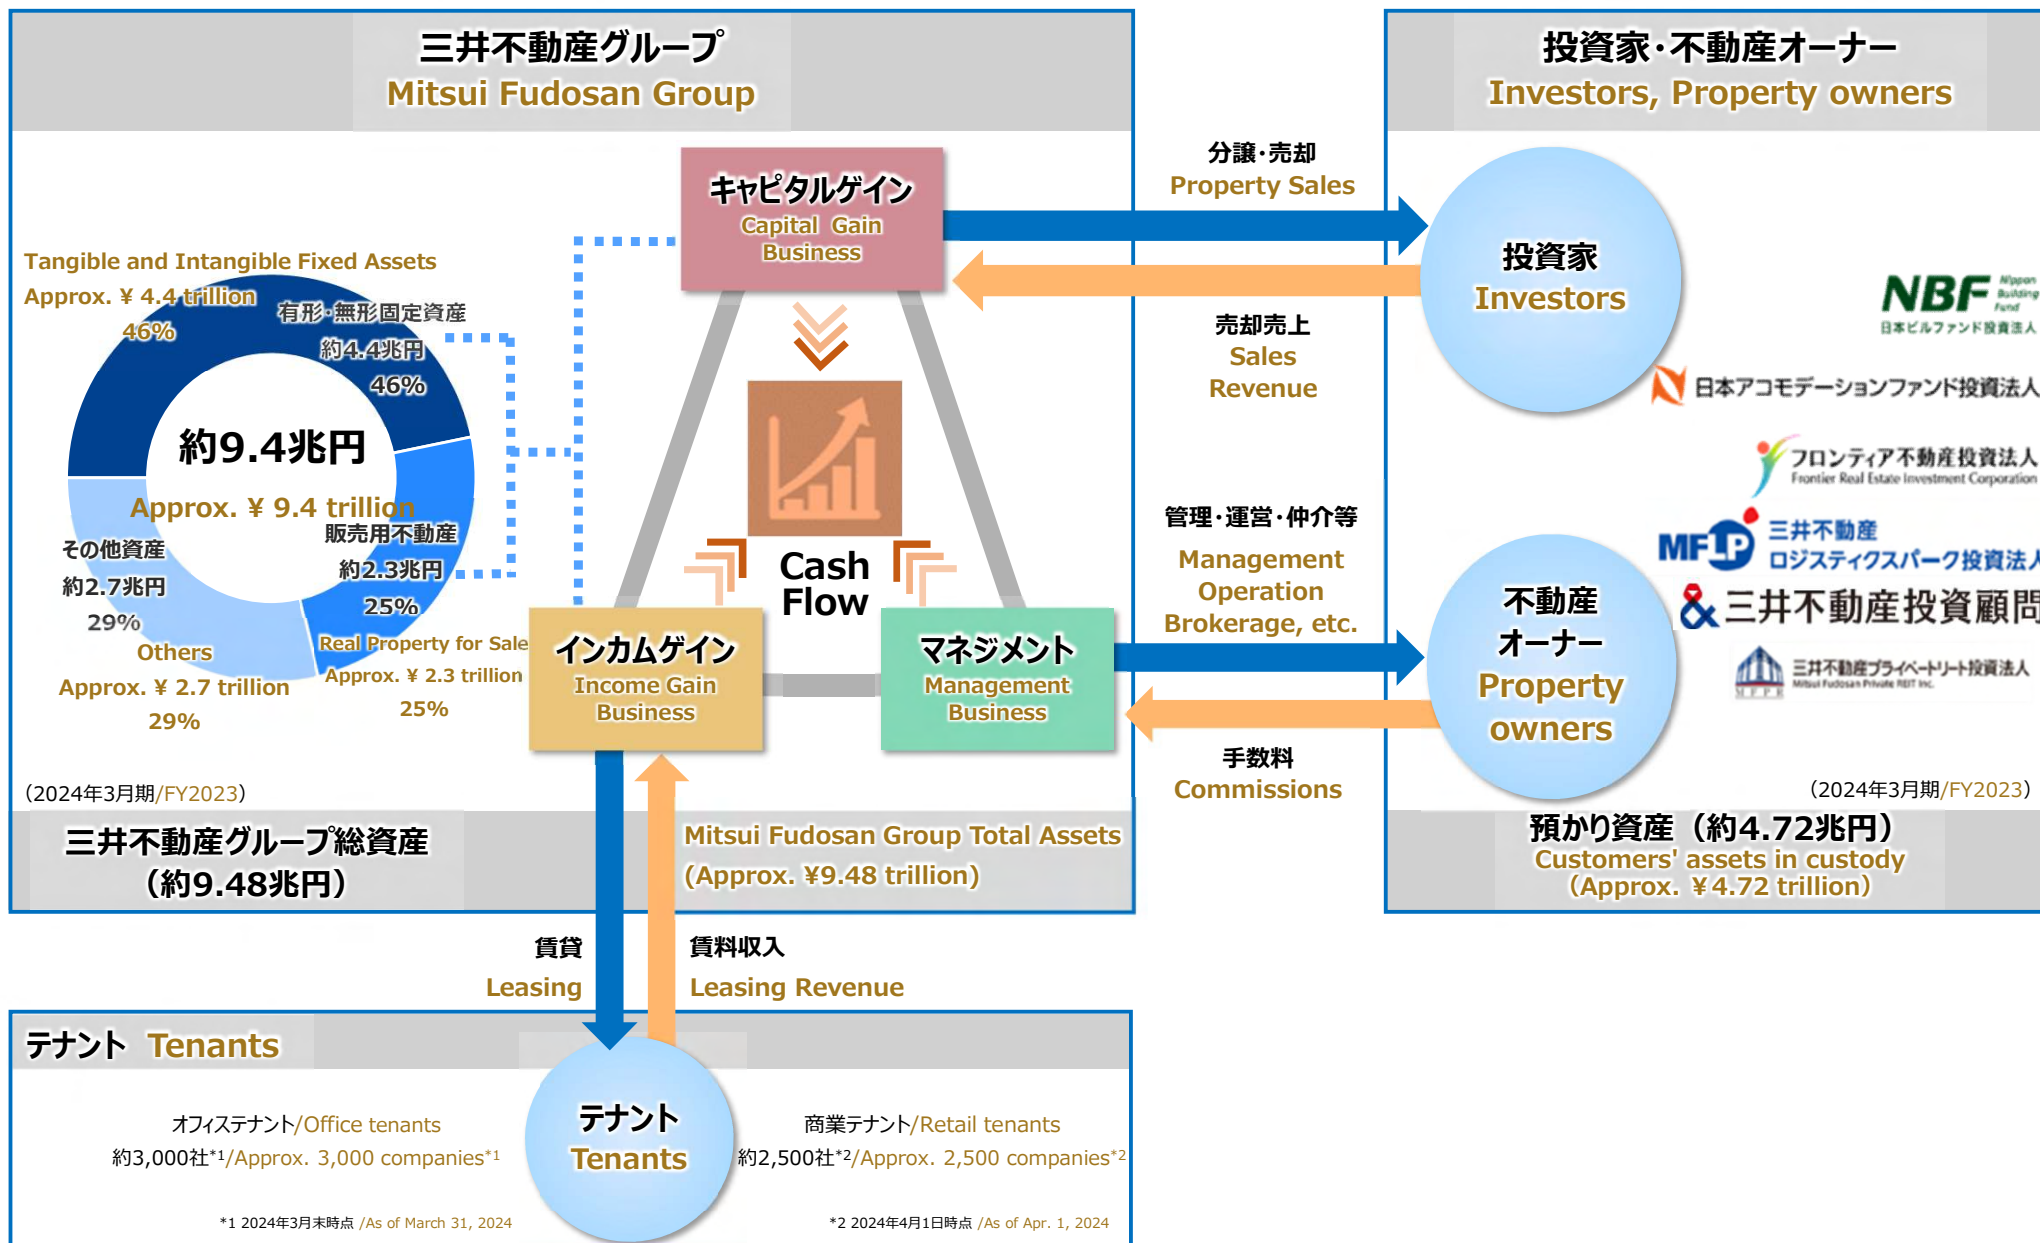 三井不動産グループ
Mitsui Fudosan Group
投資家・不動産オーナー
Investors, Property owners
キャピタルゲイン
Capital Gain
Business
分譲・売却
Property Sales
投資家
Investors
売却売上
Sales
Revenue
Tangible and Intangible Fixed Assets
Approx. ¥ 4.4 trillion
46%
有形・無形固定資産
約4.4兆円
46%
約9.4兆円
Approx. ¥ 9.4 trillion
その他資産
約2.7兆円
29%
Others
Approx. ¥ 2.7 trillion
29%
販売用不動産
約2.3兆円
25%
Real Property for Sale
Approx. ¥ 2.3 trillion
25%
Cash
Flow
インカムゲイン
Income Gain
Business
マネジメント
Management
Business
管理・運営・仲介等
Management
Operation
Brokerage, etc.
不動産
オーナー
Property
owners
手数料
Commissions
NBF Nippon
Building
Fund
日本ビルファンド投資法人
日本アコモデーションファンド投資法人
フロンティア不動産投資法人
Frontier Real Estate Investment Corporation
MFLP 三井不動産
ロジスティクスパーク投資法人
& 三井不動産投資顧問
三井不動産プライベートリート投資法人
Mitsui Fudosan Private REIT Inc.
MFPR
（2024年3月期/FY2023）
（2024年3月期/FY2023）
三井不動産グループ総資産
（約9.48兆円）
Mitsui Fudosan Group Total Assets
(Approx. ¥9.48 trillion)
預かり資産（約4.72兆円）
Customers' assets in custody
（Approx. ¥4.72 trillion）
賃貸
Leasing
賃料収入
Leasing Revenue
テナント Tenants
オフィステナント/Office tenants
約3,000社*1/Approx. 3,000 companies*1
*1 2024年3月末時点 /As of March 31, 2024
テナント
Tenants
商業テナント/Retail tenants
約2,500社*2/Approx. 2,500 companies*2
*2 2024年4月1日時点 /As of Apr. 1, 2024